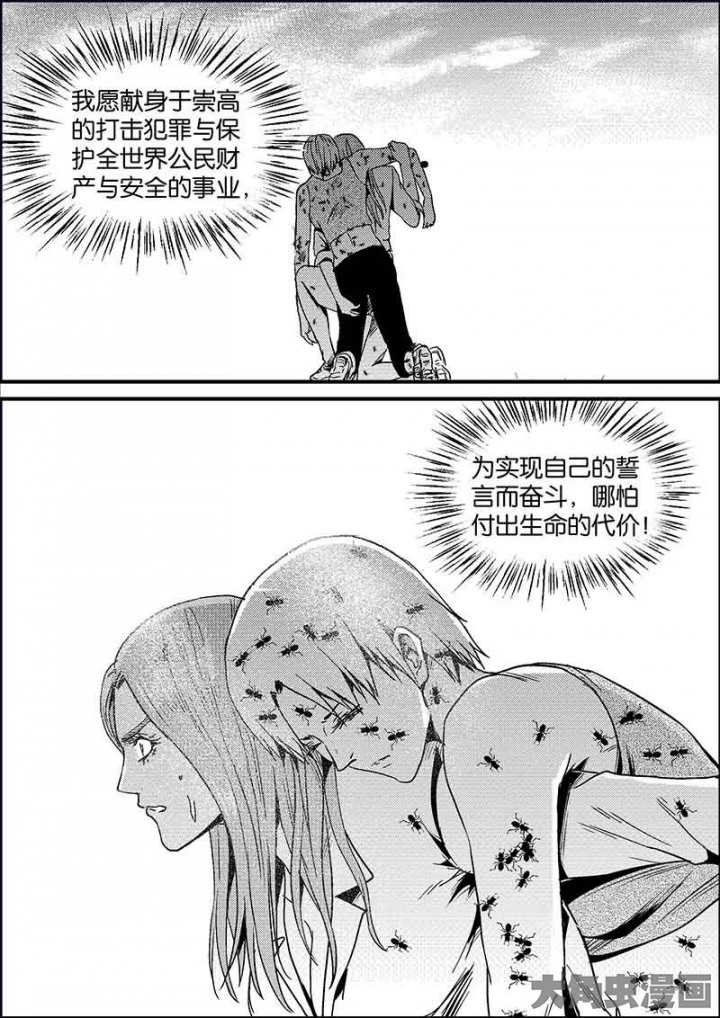 我愿献身于崇高
的打击犯罪与保
护全世界公民财
产与安全的事业，
为实现自己的誓
言而奋斗，哪怕
付出生命的代价！
大角虫漫画